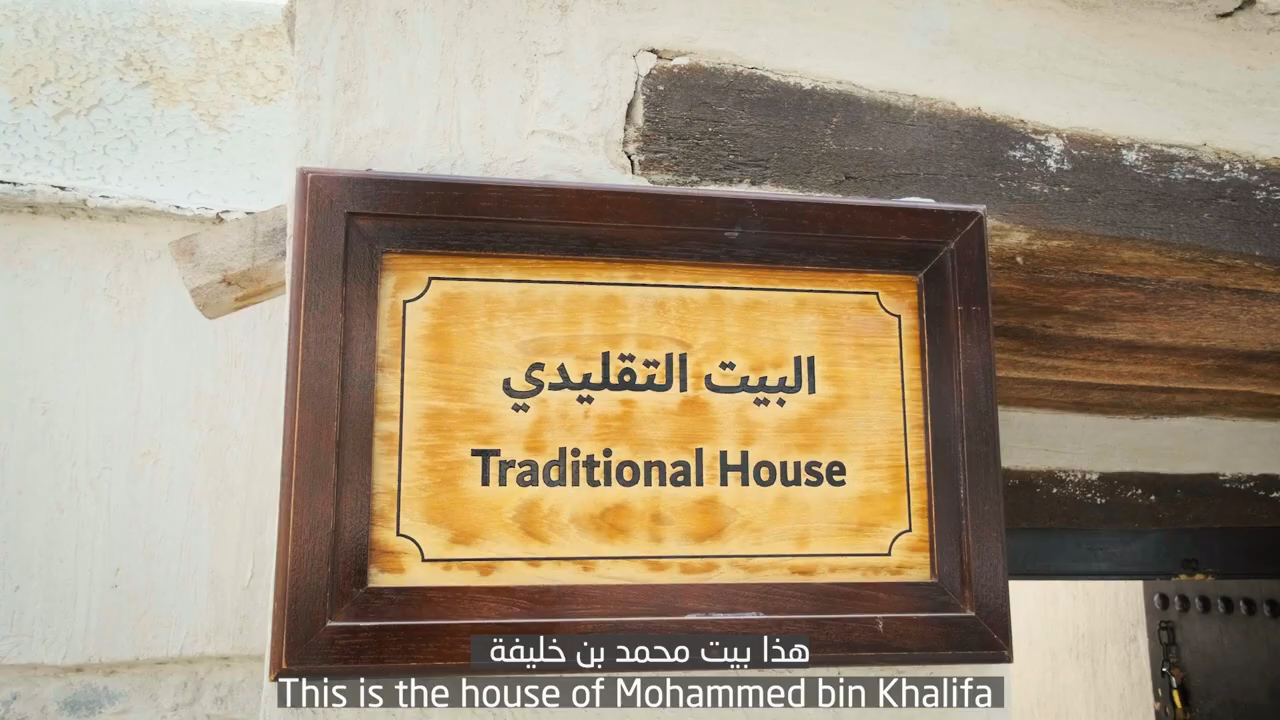 البيت التقليدي
Traditional House
هذا بيت محمد بن خليفة
This is the house of Mohammed bin Khalifa